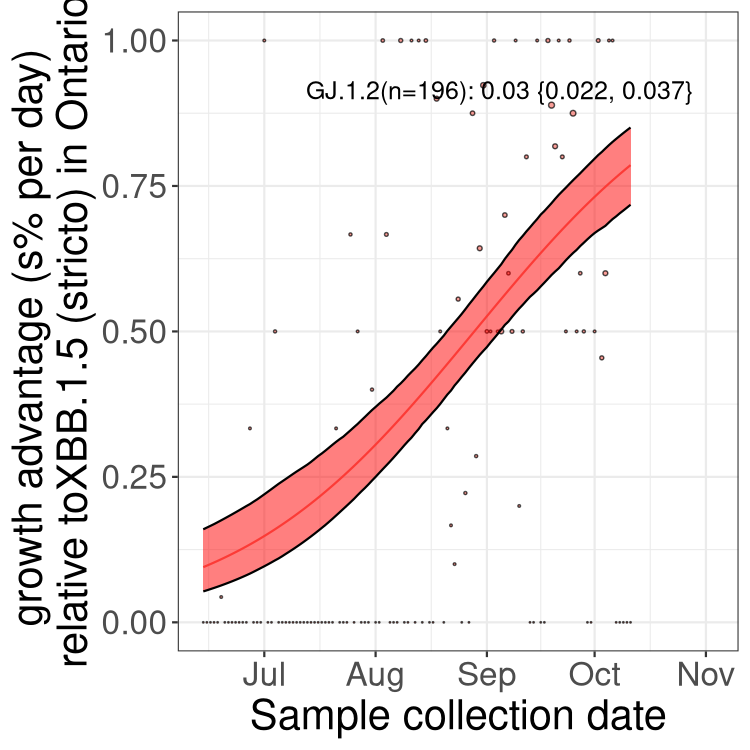 growth advantage (s% per day)
relative toXBB.1.5 (stricto) in Ontario
1.00
0.75
0.50
0.25
0.00
GJ.1.2(n=196): 0.03 {0.022, 0.037}
Jul Aug Sep Oct Nov
Sample collection date